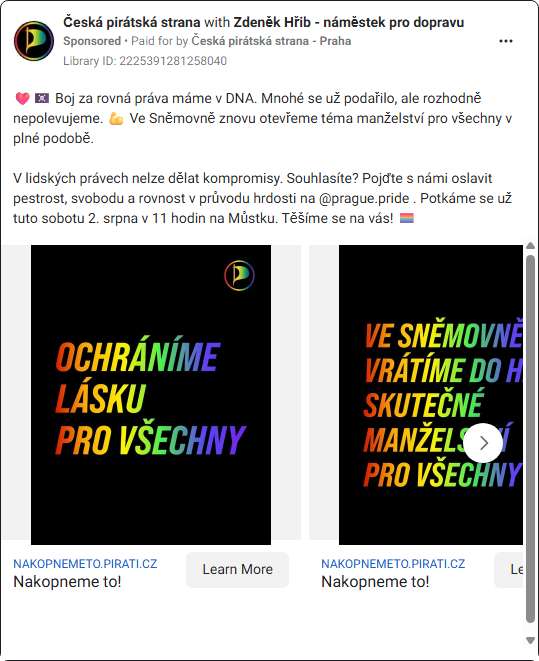 Česká pirátská strana with Zdeněk Hřib - náměstek pro dopravu
Sponsored • Paid for by Česká pirátská strana - Praha
Library ID: 2225391281258040
💗 🏴‍☠️ Boj za rovná práva máme v DNA. Mnohé se už podařilo, ale rozhodně
nepolevujeme. 💪 Ve Sněmovně znovu otevřeme téma manželství pro všechny v
plné podobě.
V lidských právech nelze dělat kompromisy. Souhlasíte? Pojďte s námi oslavit
pestrost, svobodu a rovnost v průvodu hrdosti na @prague.pride . Potkáme se už
tuto sobotu 2. srpna v 11 hodin na Můstku. Těšíme se na vás! 🏳️‍🌈
OCHRÁNÍME
LÁSKU
PRO VŠECHNY
NAKOPNEMETO.PIRATI.CZ
Nakopneme to!
Learn More
VE SNĚMOVNĚ
VRÁTÍME DO H
SKUTEČNÉ
MANŽELS Í
PRO VŠECHNY
NAKOPNEMETO.PIRATI.CZ
Nakopneme to!
Le